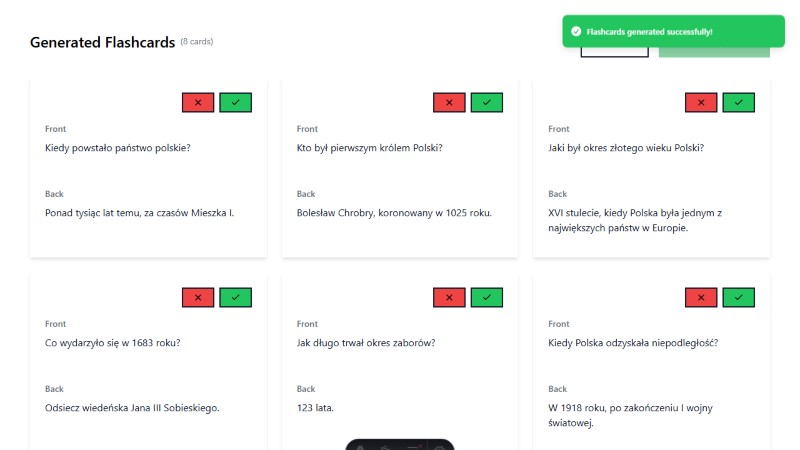 Generated Flashcards (8 cards)
Flashcards generated successfully!
Front
Kiedy powstało państwo polskie?
Back
Ponad tysiąc lat temu, za czasów Mieszka I.
Front
Kto był pierwszym królem Polski?
Back
Bolesław Chrobry, koronowany w 1025 roku.
Front
Jaki był okres złotego wieku Polski?
Back
XVI stulecie, kiedy Polska była jednym z
największych państw w Europie.
Front
Co wydarzyło się w 1683 roku?
Back
Odsiecz wiedeńska Jana III Sobieskiego.
Front
Jak długo trwał okres zaborów?
Back
123 lata.
Front
Kiedy Polska odzyskała niepodległość?
Back
W 1918 roku, po zakończeniu I wojny
światowej.